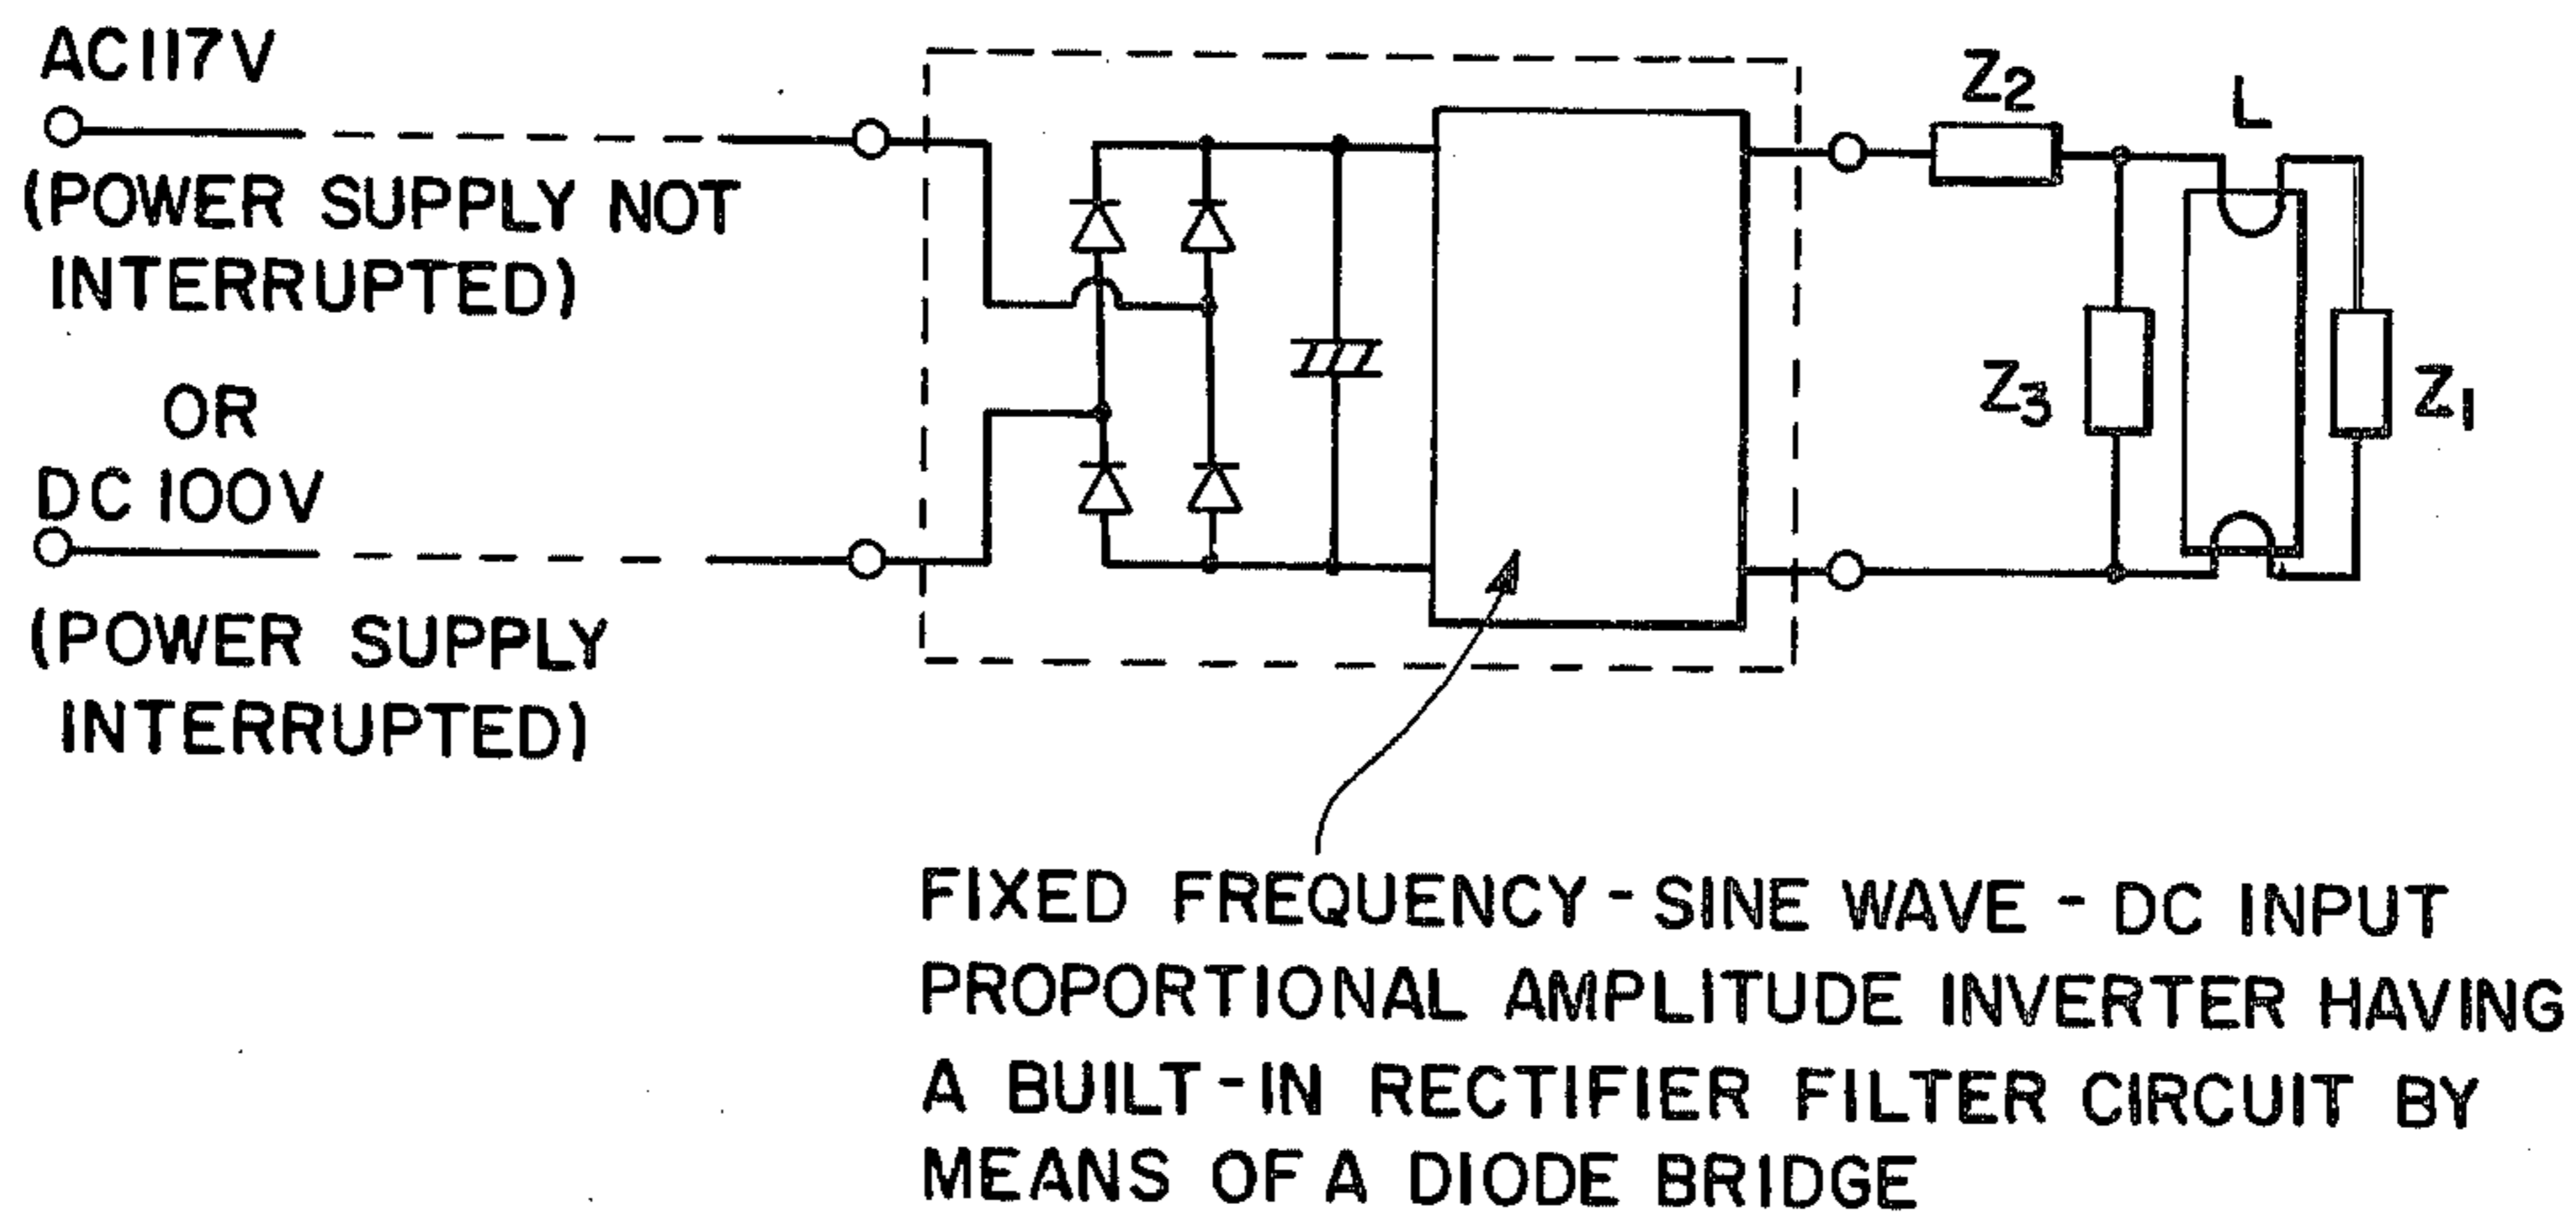 AC117V
(POWER SUPPLY NOT
INTERRUPTED)
OR
DC 100V
(POWER SUPPLY
INTERRUPTED)
Z2
L
Z3
Z1
FIXED FREQUENCY - SINE WAVE - DC INPUT
PROPORTIONAL AMPLITUDE INVERTER HAVING
A BUILT-IN RECTIFIER FILTER CIRCUIT BY
MEANS OF A DIODE BRIDGE